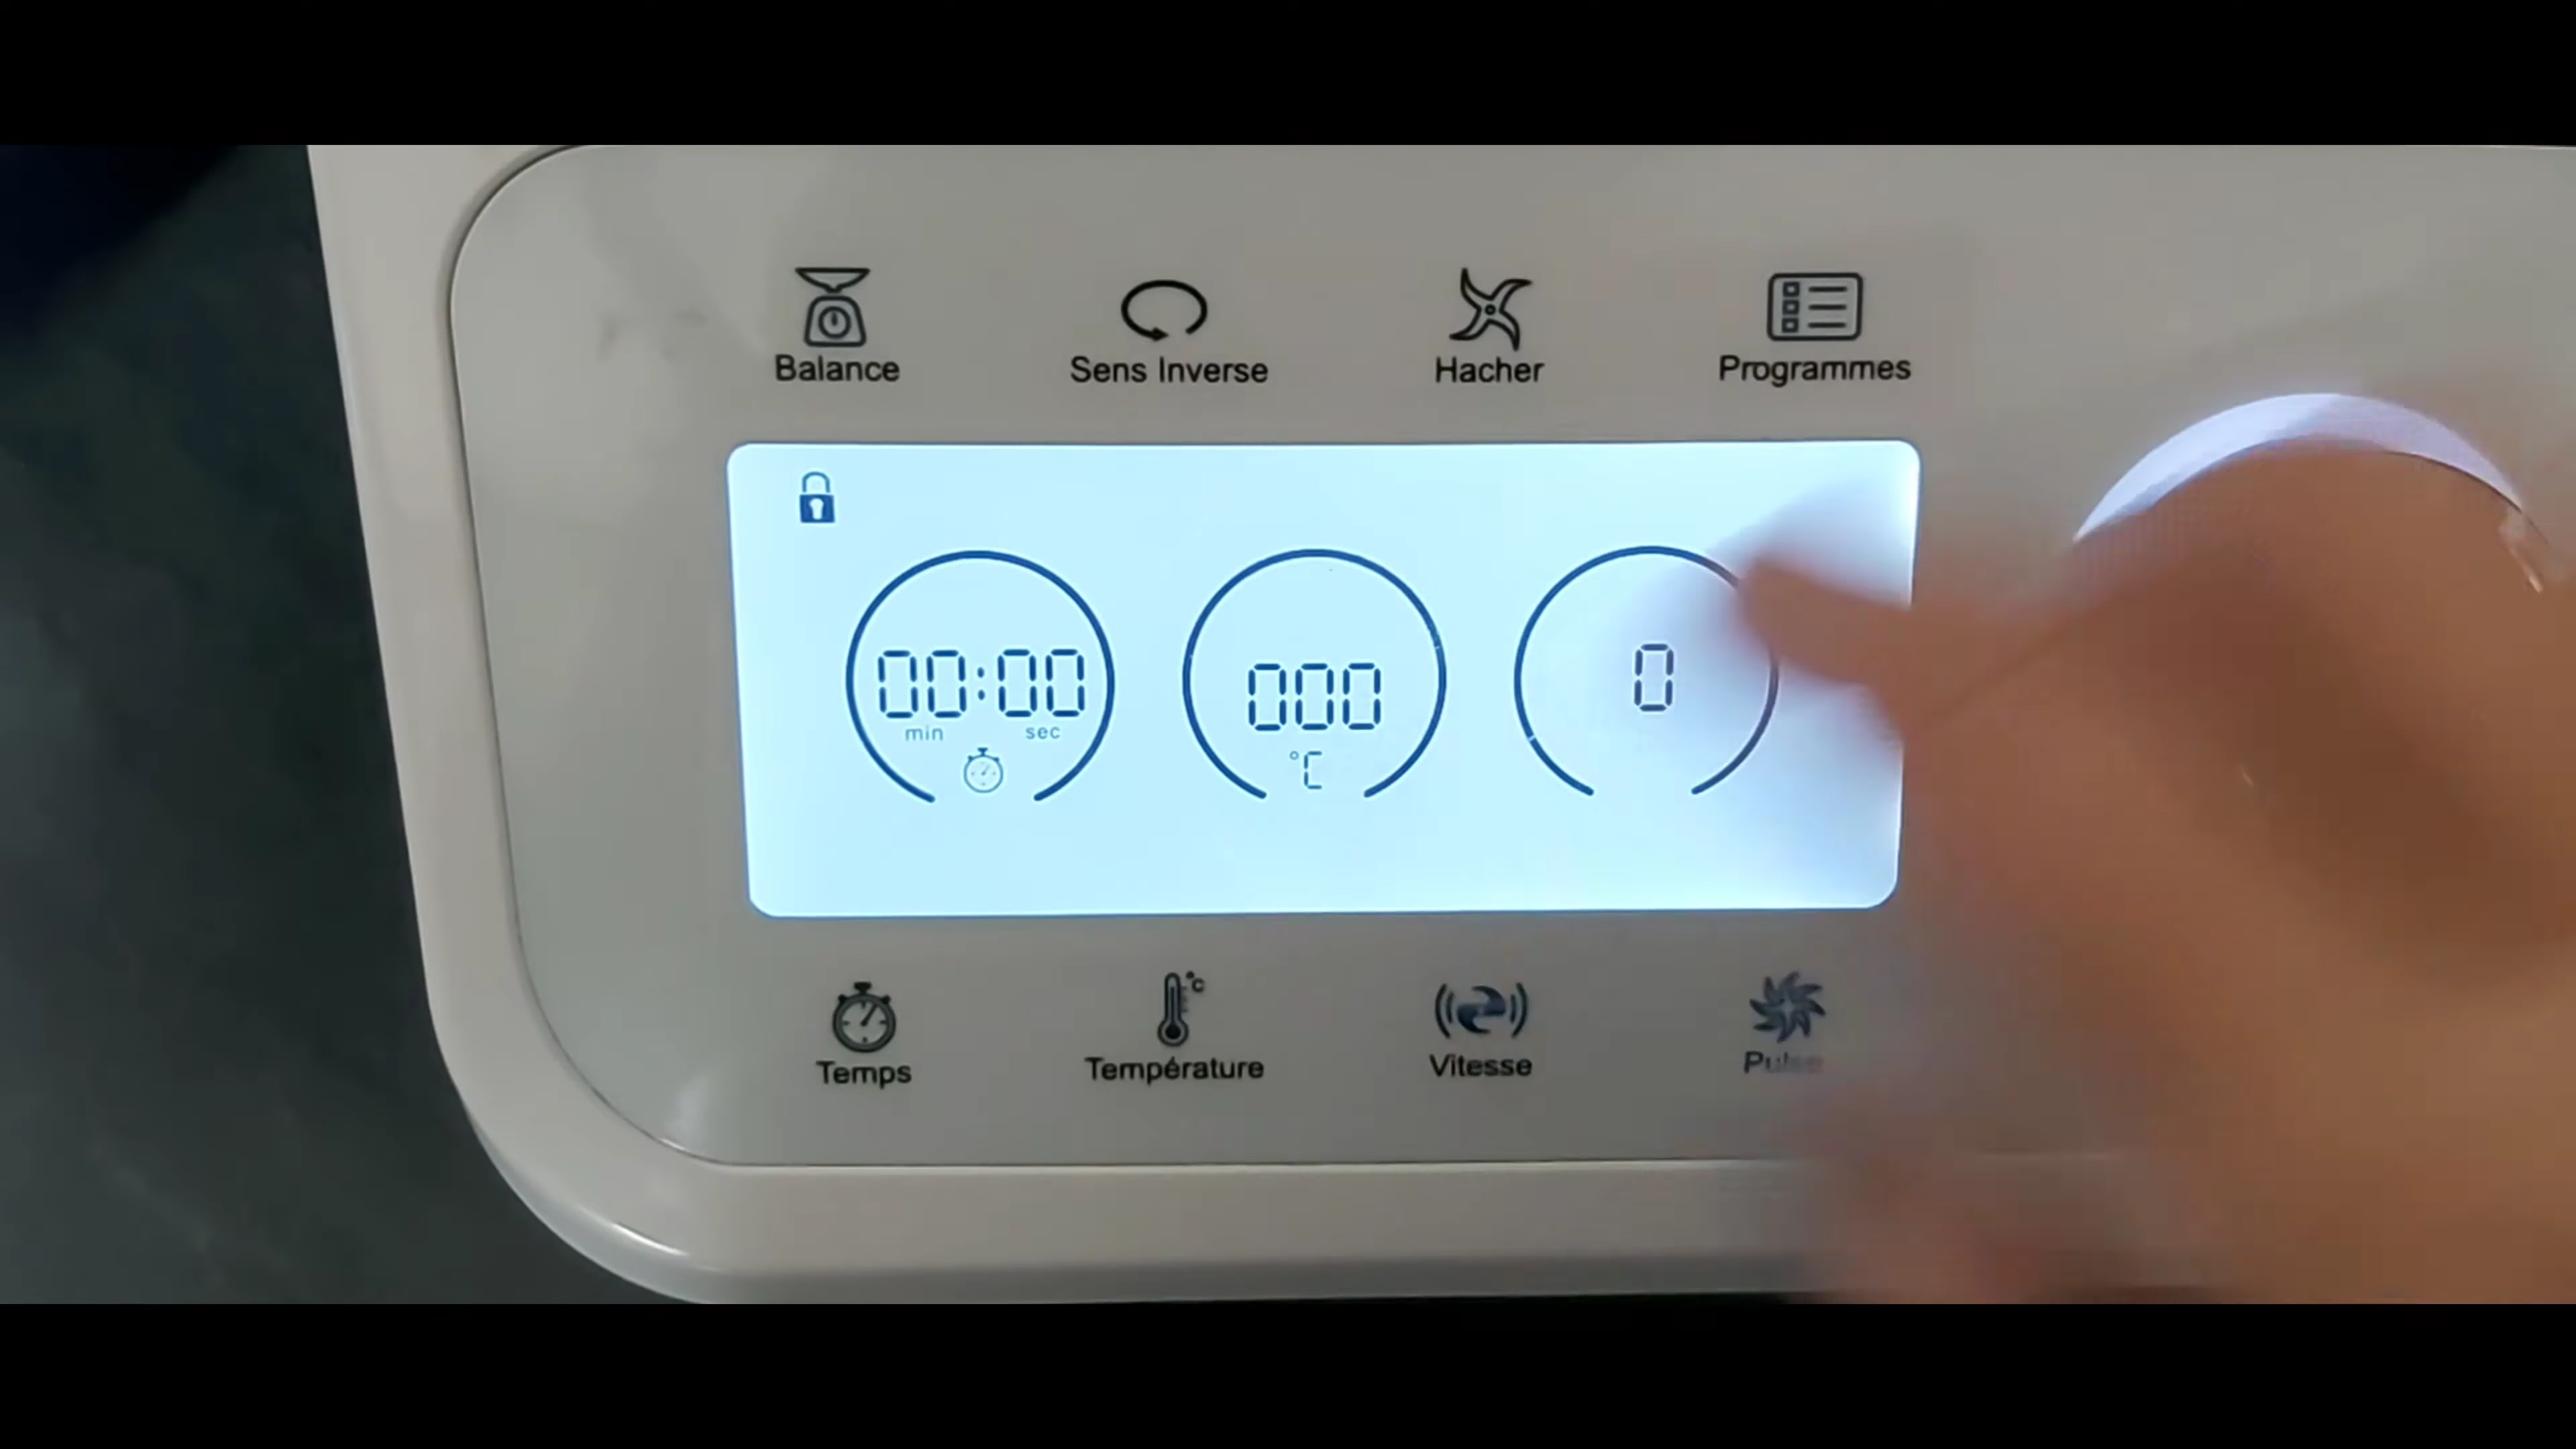 Balance
Sens Inverse
Hacher
Programmes
00:00
min
sec
000
°C
0
Temps
°C
Température
Vitesse
Pulse